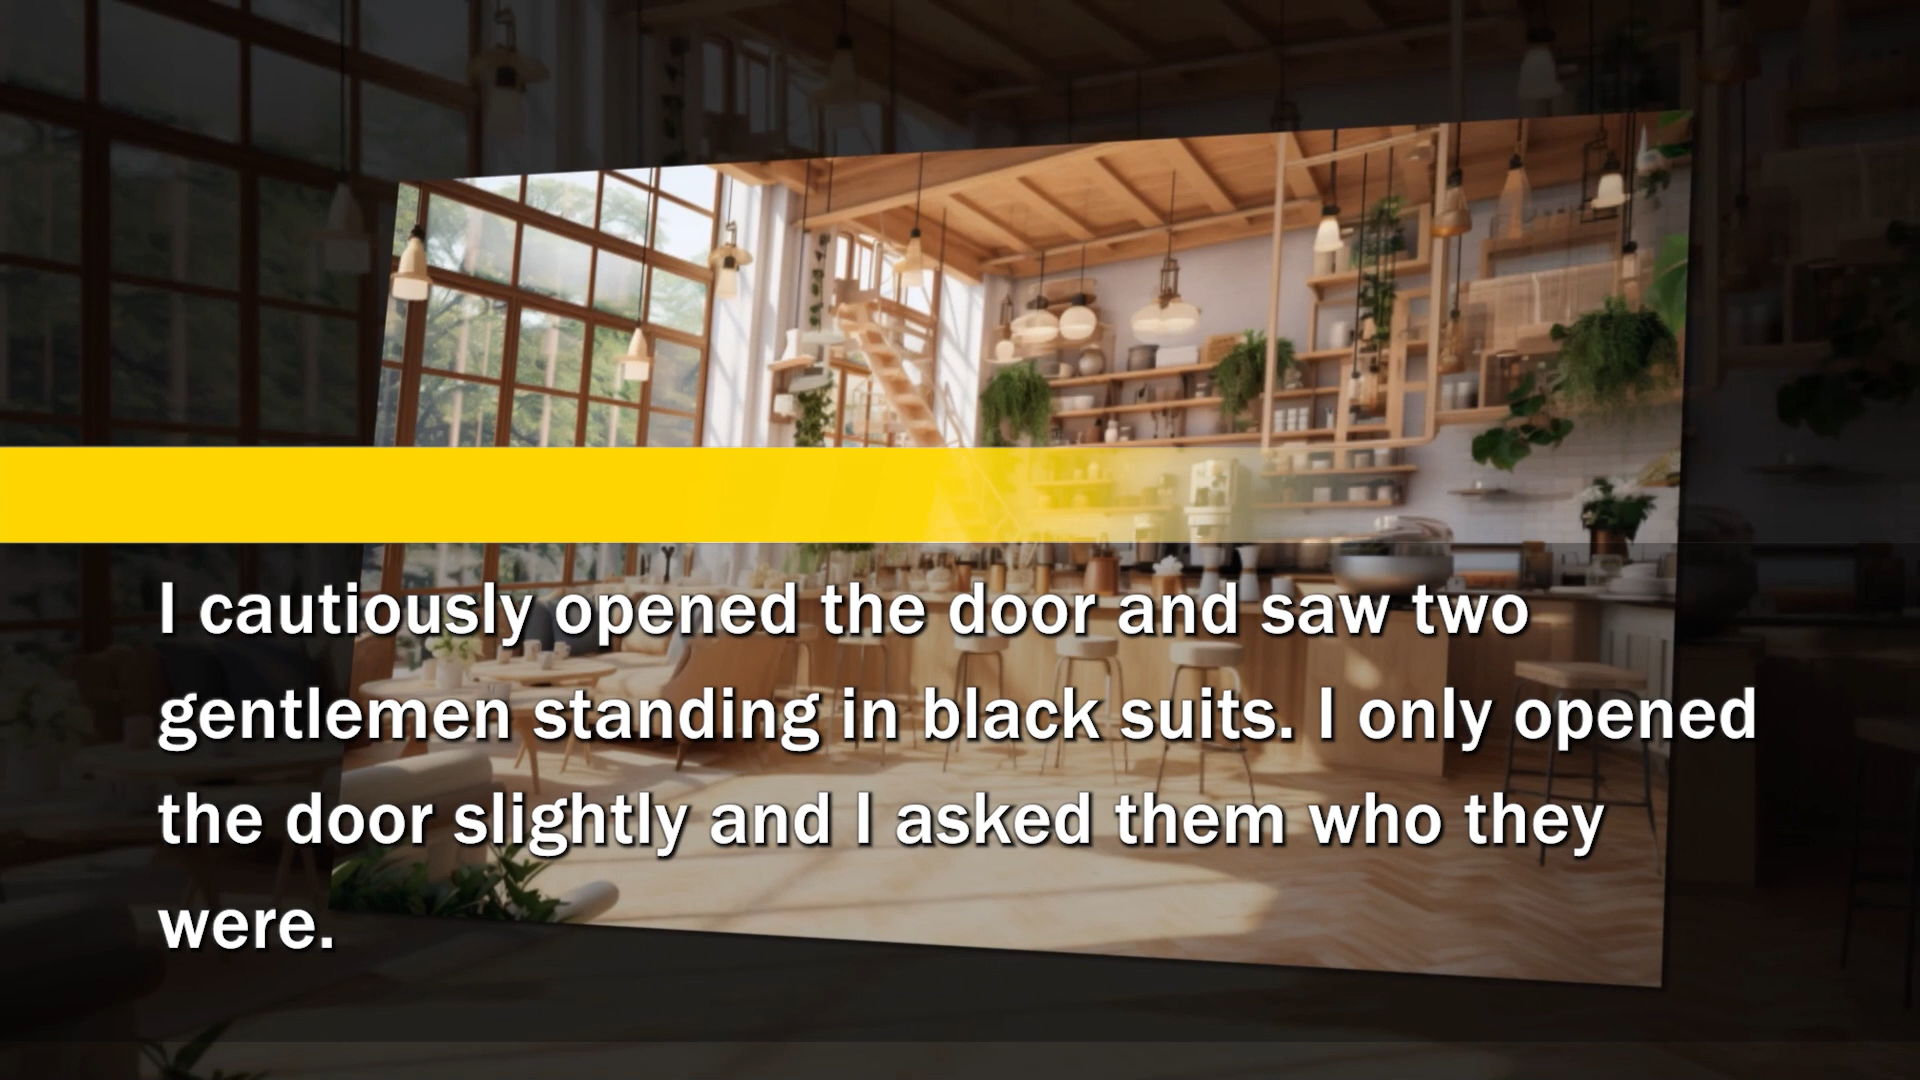 I cautiously opened the door and saw two
gentlemen standing in black suits. I only opened
the door slightly and I asked them who they
were.